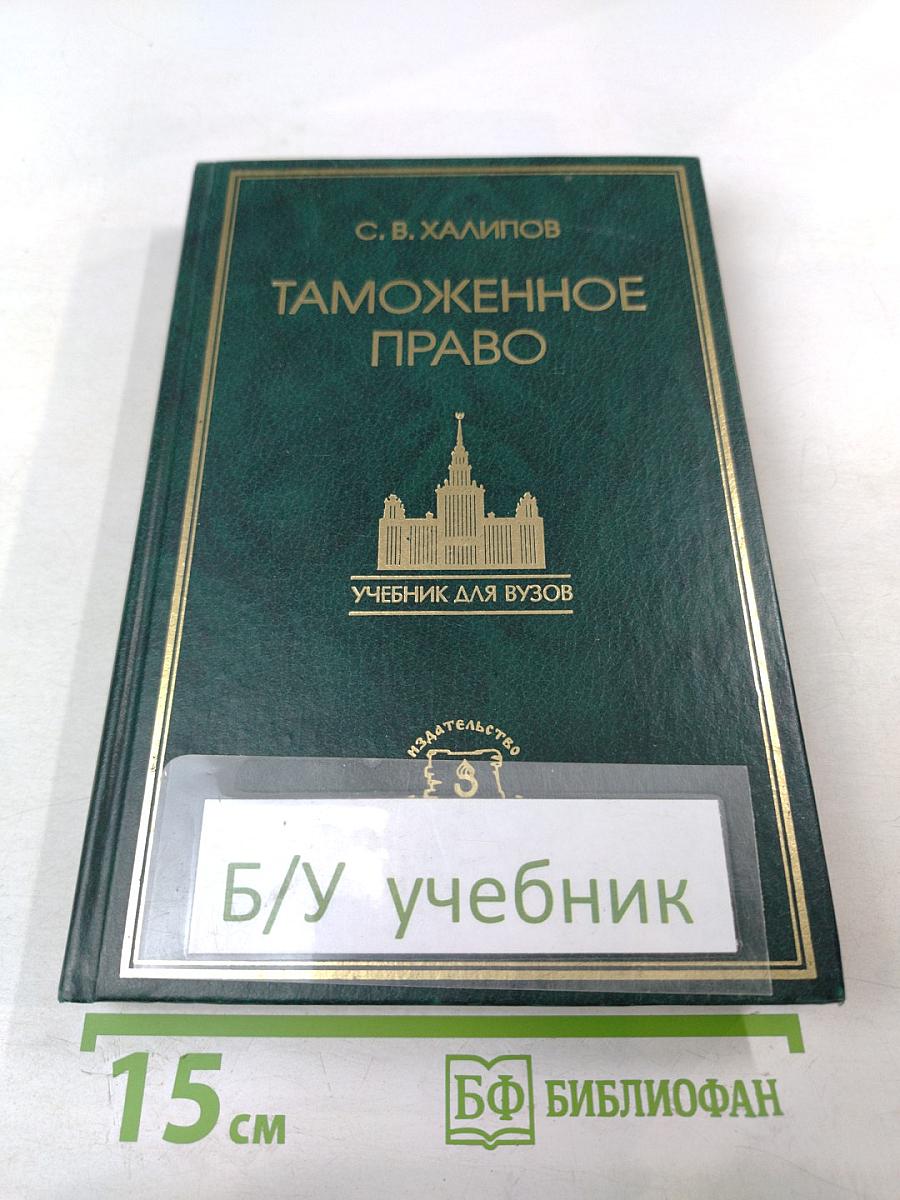 С. В. ХАЛИПОВ
ТАМОЖЕННОЕ
ПРАВО
УЧЕБНИК ДЛЯ ВУЗОВ
ИЗДАТЕЛЬСТВО
Б/У учебник
15 см
БФ БИБЛИОФАН